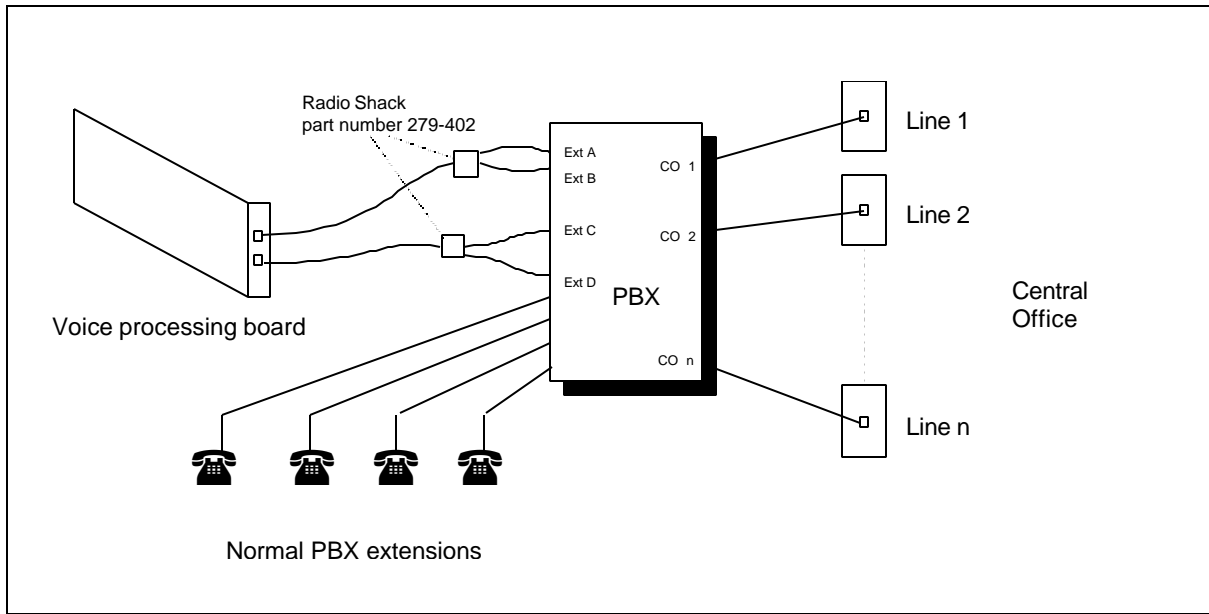 Radio Shack
part number 279-402
Ext A
Ext B
Ext C
Ext D
PBX
CO 1
CO 2
CO n
Line 1
Line 2
Line n
Central
Office
Voice processing board
Normal PBX extensions